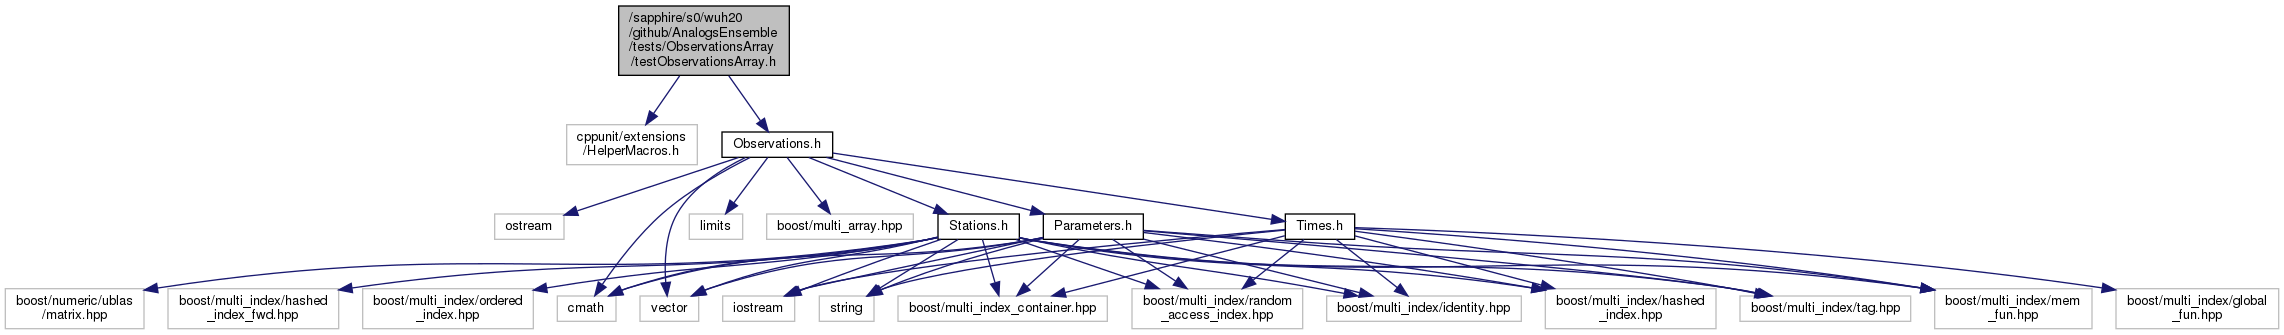 /sapphire/s0/wuh20
/github/AnalogsEnsemble
/tests/ObservationsArray
/testObservationsArray.h
cppunit/extensions
/HelperMacros.h
Observations.h
ostream
limits
boost/multi_array.hpp
Stations.h
Parameters.h
Times.h
boost/numeric/ublas
/matrix.hpp
boost/multi_index/hashed
_index_fwd.hpp
boost/multi_index/ordered
_index.hpp
cmath
vector
iostream
string
boost/multi_index_container.hpp
boost/multi_index/random
_access_index.hpp
boost/multi_index/identity.hpp
boost/multi_index/hashed
_index.hpp
boost/multi_index/tag.hpp
boost/multi_index/mem
_fun.hpp
boost/multi_index/global
_fun.hpp